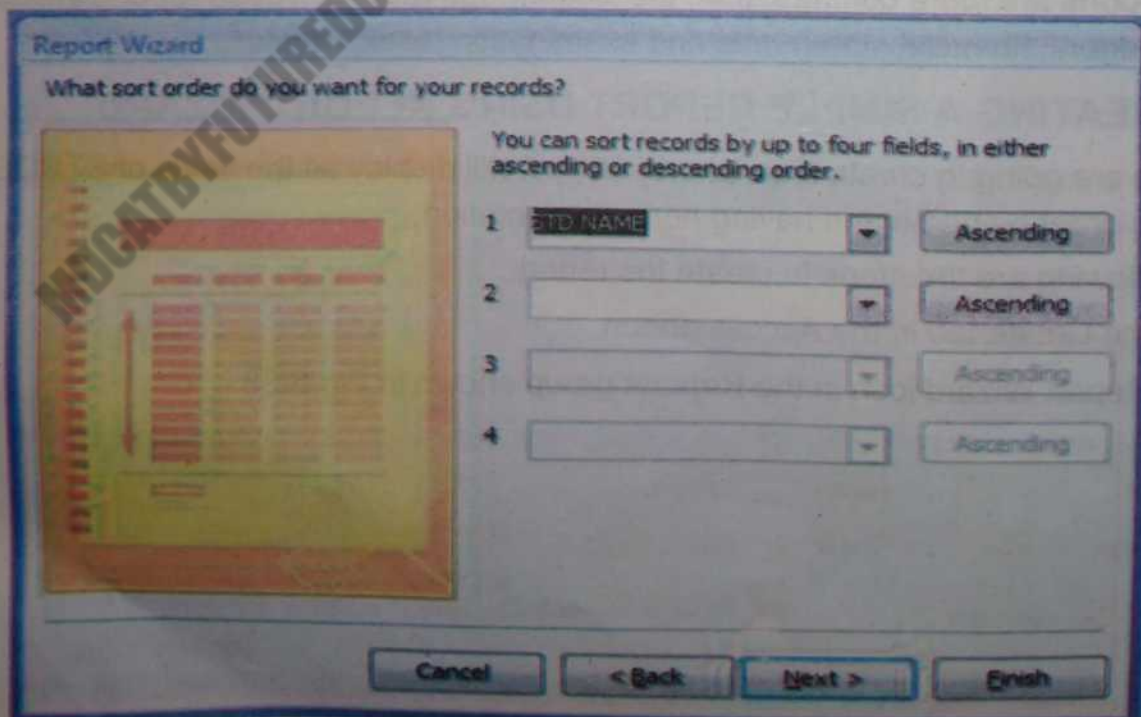 Report Wizard
What sort order do you want for your records?
You can sort records by up to four fields, in either
ascending or descending order.
1 STD NAME Ascending
2 Ascending
3 Ascending
4 Ascending
Cancel < Back Next > Finish
MDCATBYFUTURED